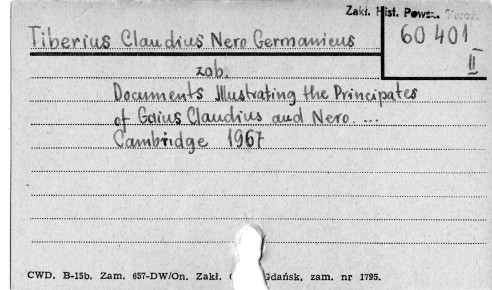 Zakł. Hist. Powsz. Staroż.
Tiberius Claudius Nero Germanicus
60 401
II
zob.
Documents Illustrating the Principates
of Gaius Claudius and Nero. ...
Cambridge 1967
CWD. B-15b. Zam. 657-DW/On. Zakł. Gdańsk, zam. nr 1795.